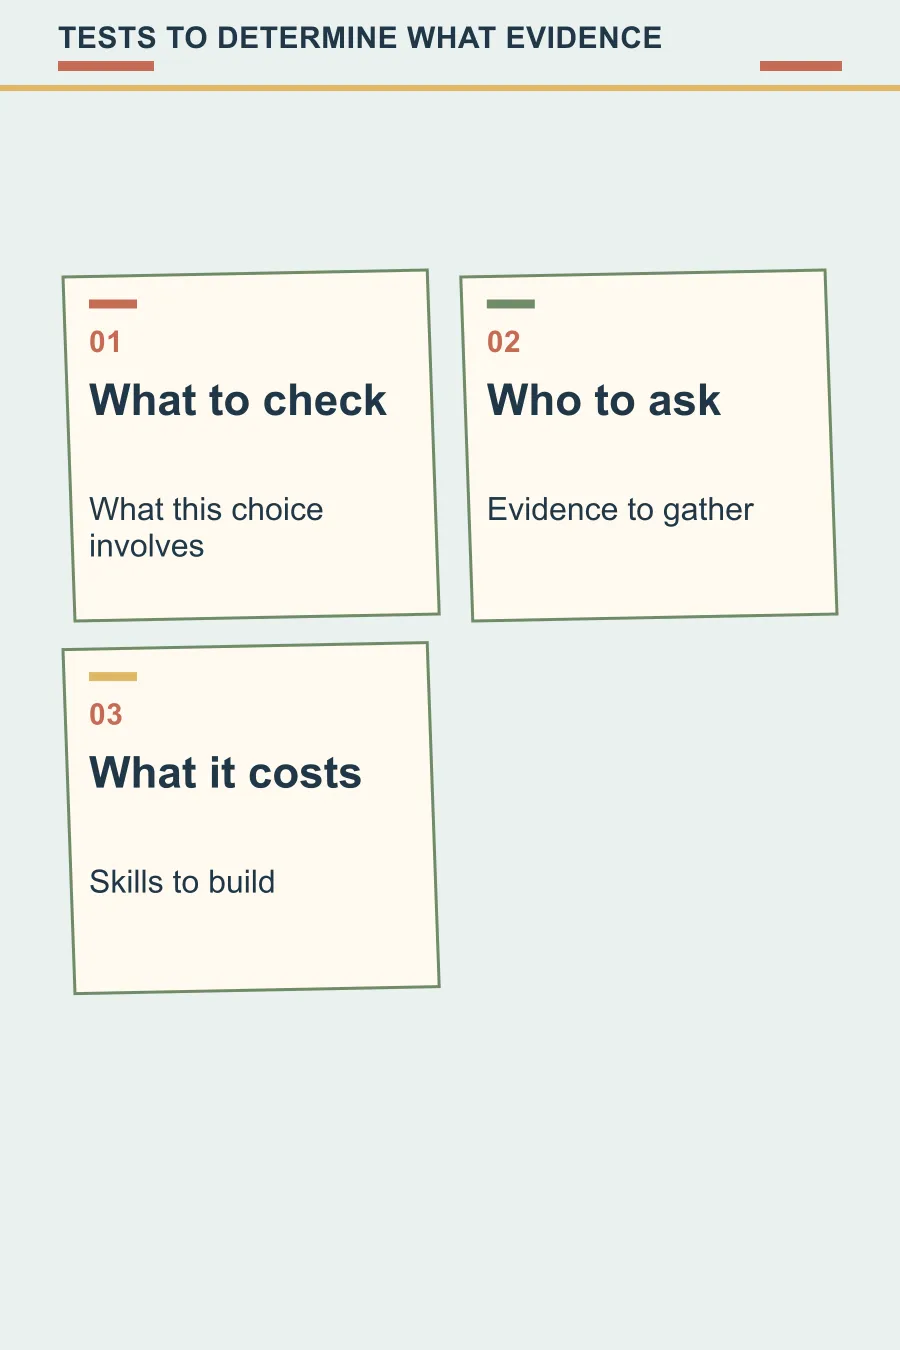 TESTS TO DETERMINE WHAT EVIDENCE
01
What to check
What this choice
involves
02
Who to ask
Evidence to gather
03
What it costs
Skills to build